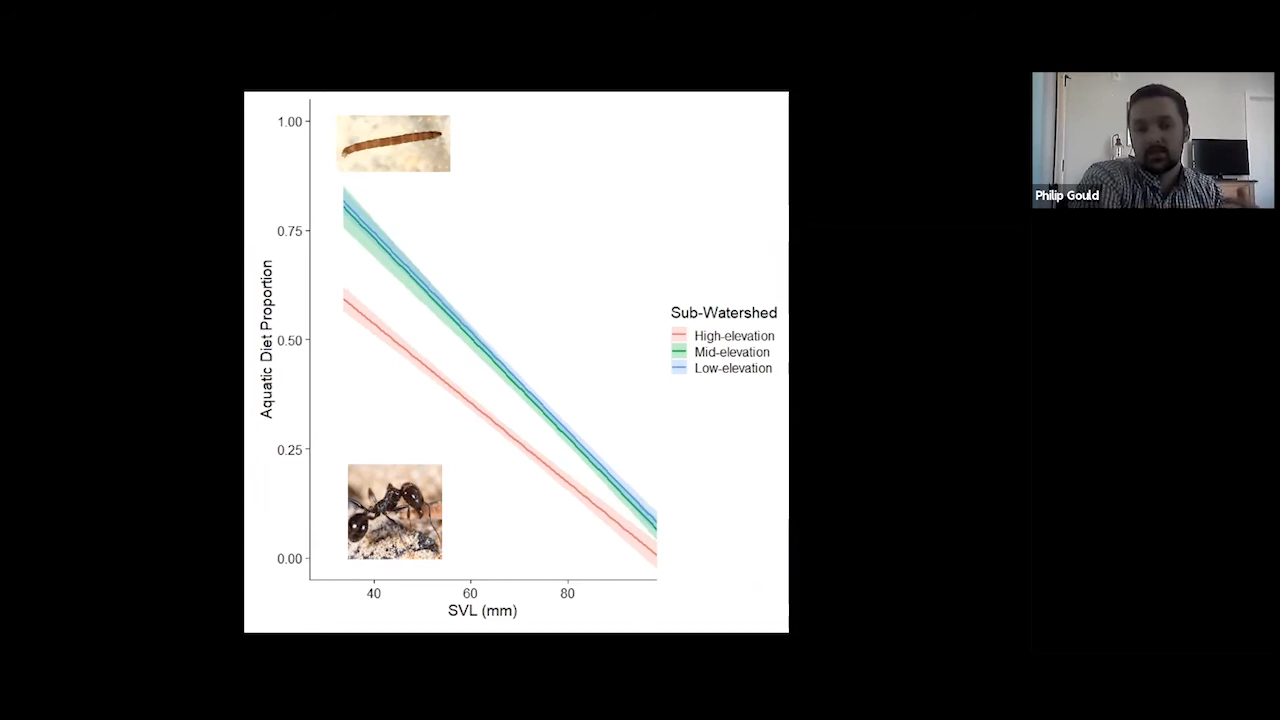 1.00
0.75
0.50
0.25
0.00
Aquatic Diet Proportion
40 60 80
SVL (mm)
Sub-Watershed
High-elevation
Mid-elevation
Low-elevation
Philip Gould